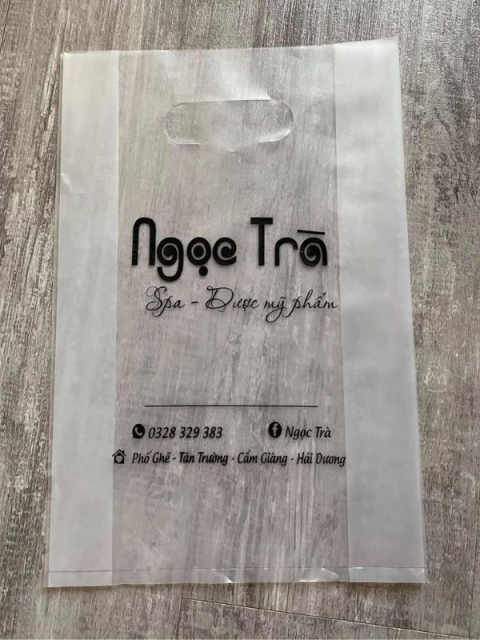 Ngọc Trà
Spa - Dược mỹ phẩm
0328 329 383 Ngọc Trà
Phố Ghẽ - Tân Trường - Cẩm Giàng - Hải Dương